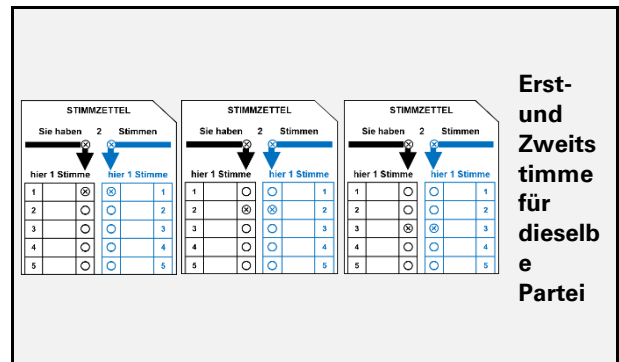 STIMMZETTEL
Sie haben 2 Stimmen
hier 1 Stimme hier 1 Stimme
1 1
2 2
3 3
4 4
5 5
STIMMZETTEL
Sie haben 2 Stimmen
hier 1 Stimme hier 1 Stimme
1 1
2 2
3 3
4 4
5 5
STIMMZETTEL
Sie haben 2 Stimmen
hier 1 Stimme hier 1 Stimme
1 1
2 2
3 3
4 4
5 5
Erst-
und
Zweits
timme
für
dieselb
e
Partei